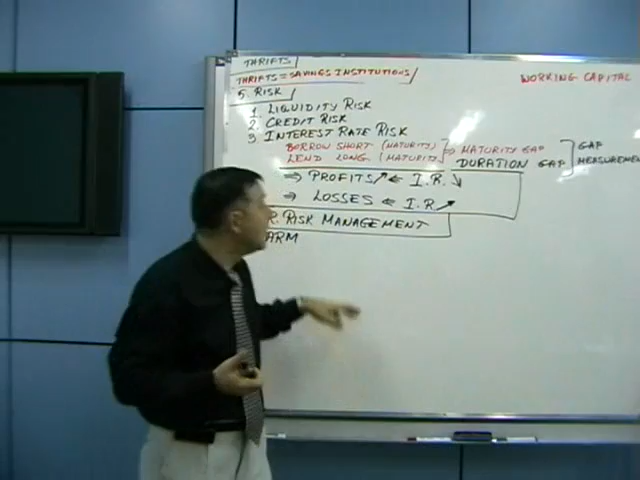 THRIFTS
THRIFTS = SAVINGS INSTITUTIONS
WORKING CAPITAL
5. RISK
1. LIQUIDITY RISK
2. CREDIT RISK
3 INTEREST RATE RISK
BORROW SHORT (MATURITY) ⇒ MATURITY GAP
LEND LONG (MATURITY) DURATION GAP
GAP
⇒ PROFITS ↗ ⇐ I.R. ↘
⇒ LOSSES ⇐ I.R. ↗
R. RISK MANAGEMENT
ARM